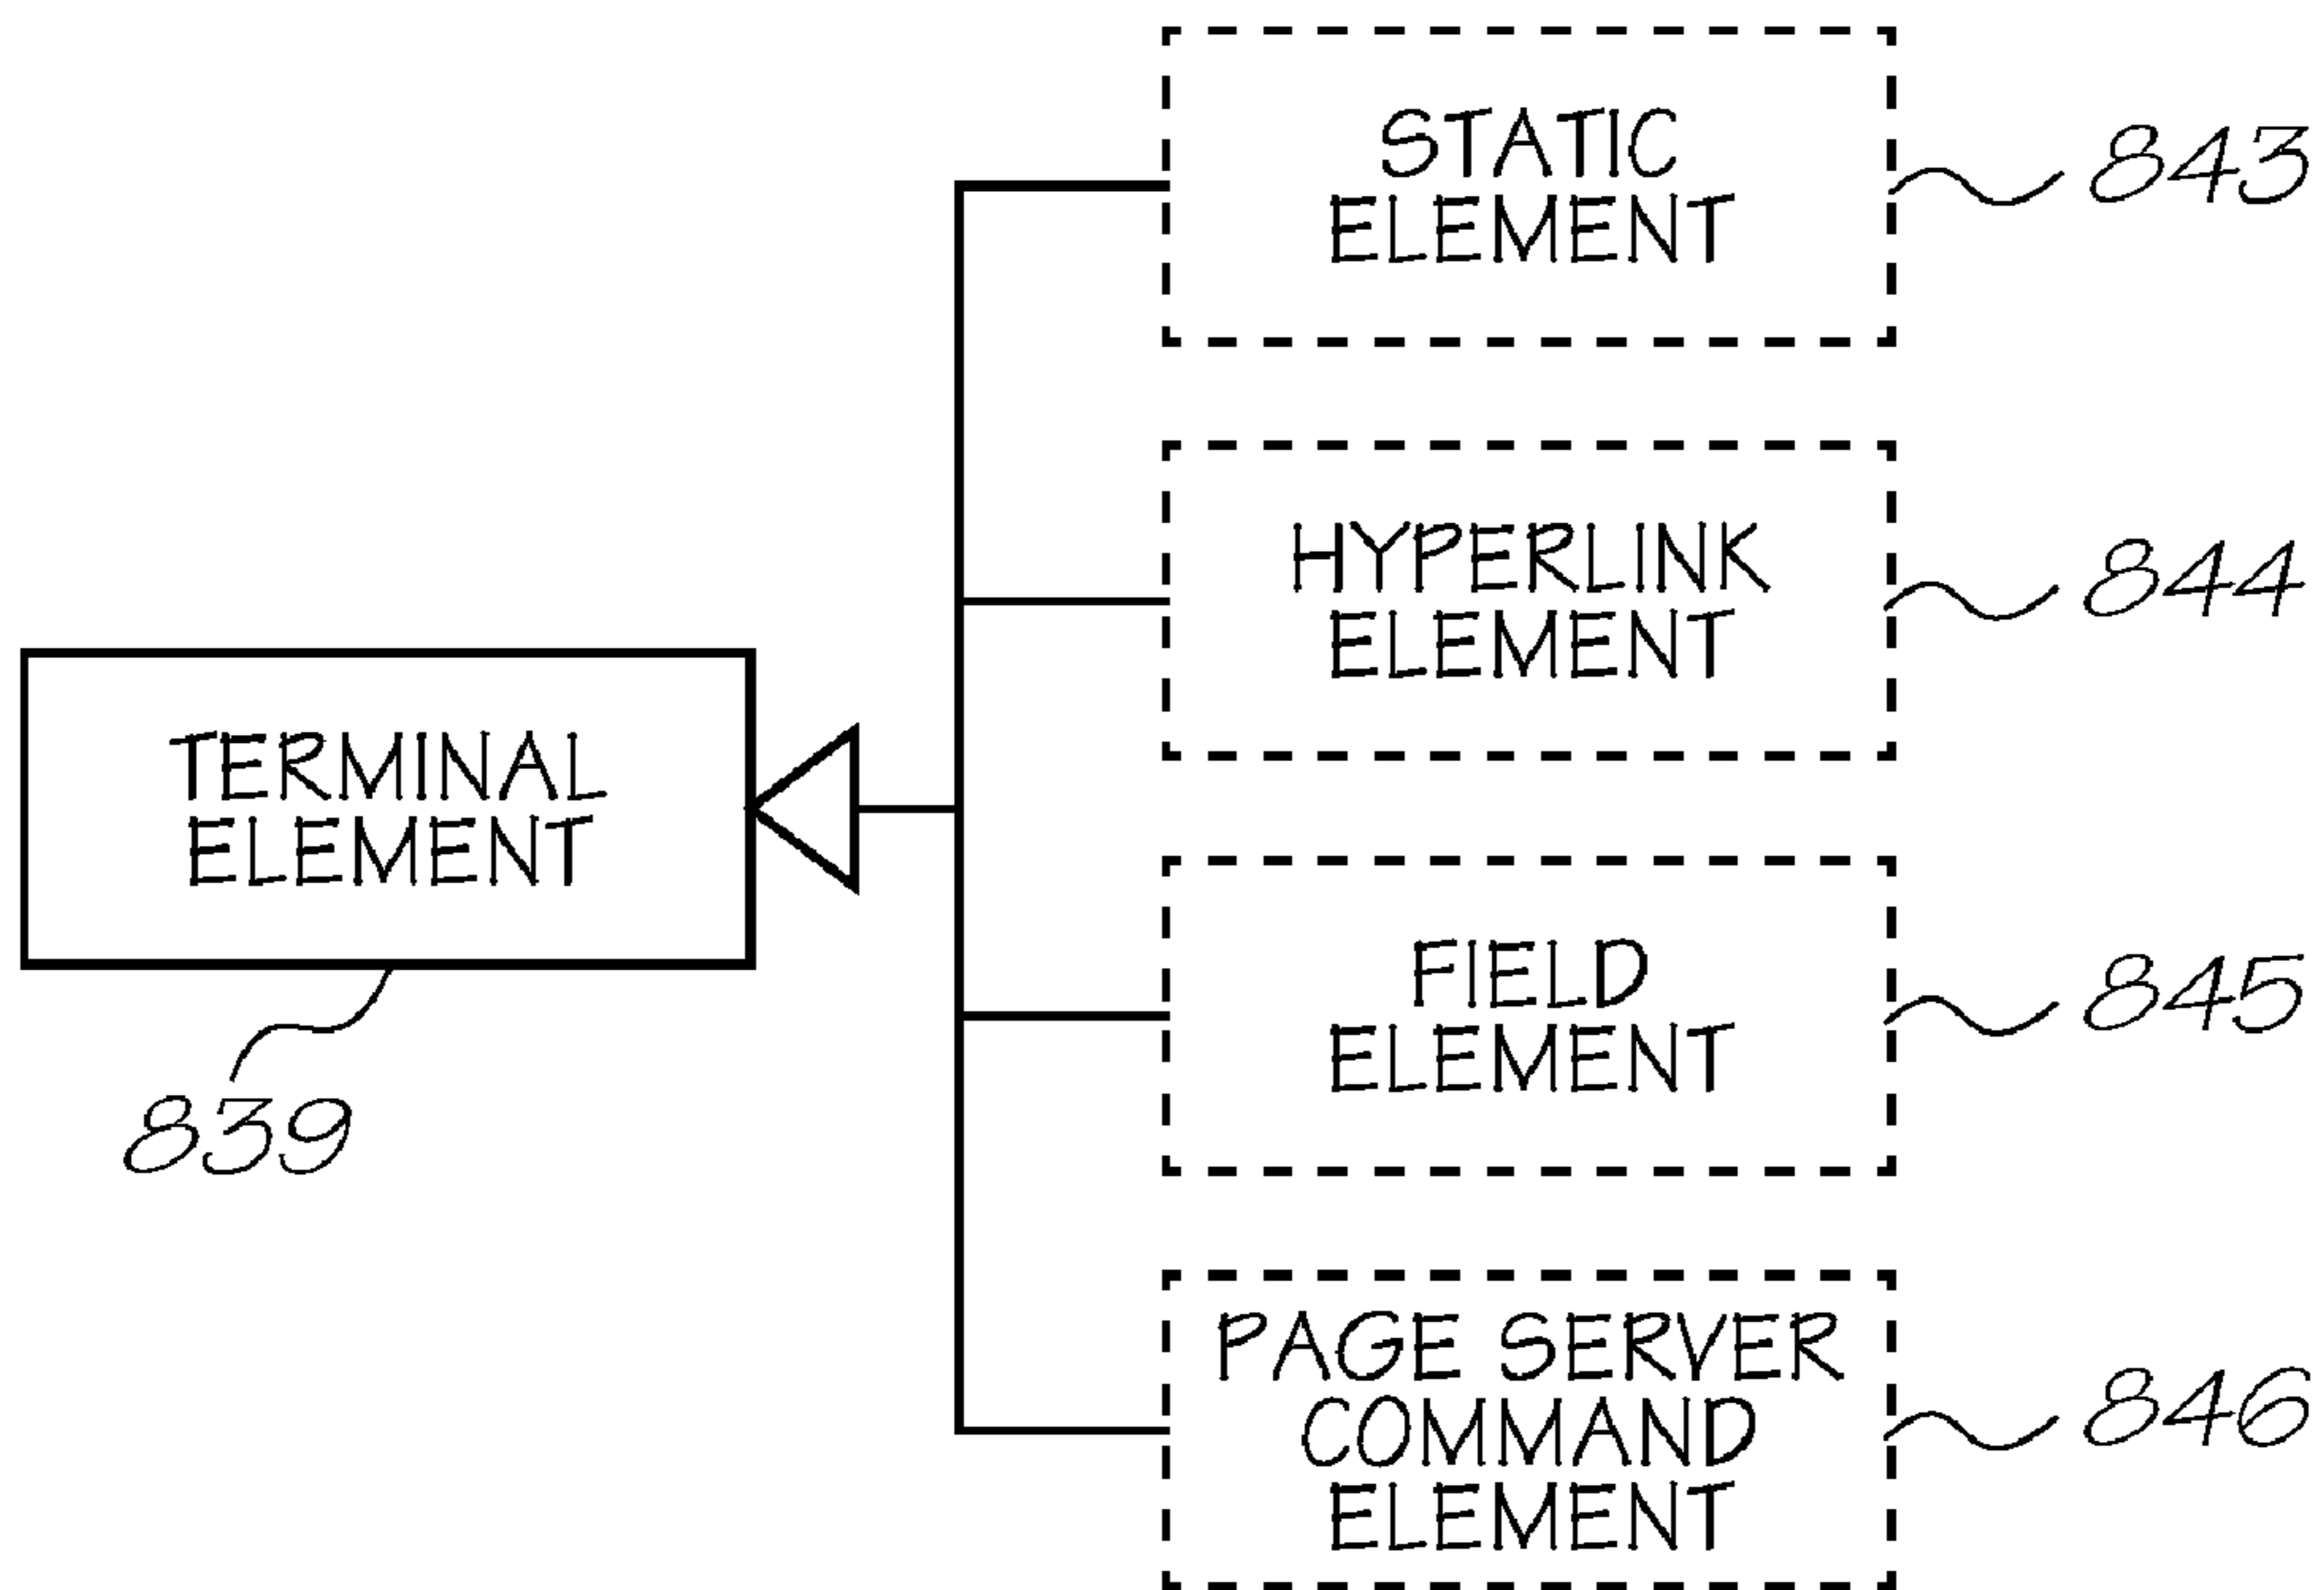 STATIC
ELEMENT
843
HYPERLINK
ELEMENT
844
TERMINAL
ELEMENT
839
FIELD
ELEMENT
845
PAGE SERVER
COMMAND
ELEMENT
846